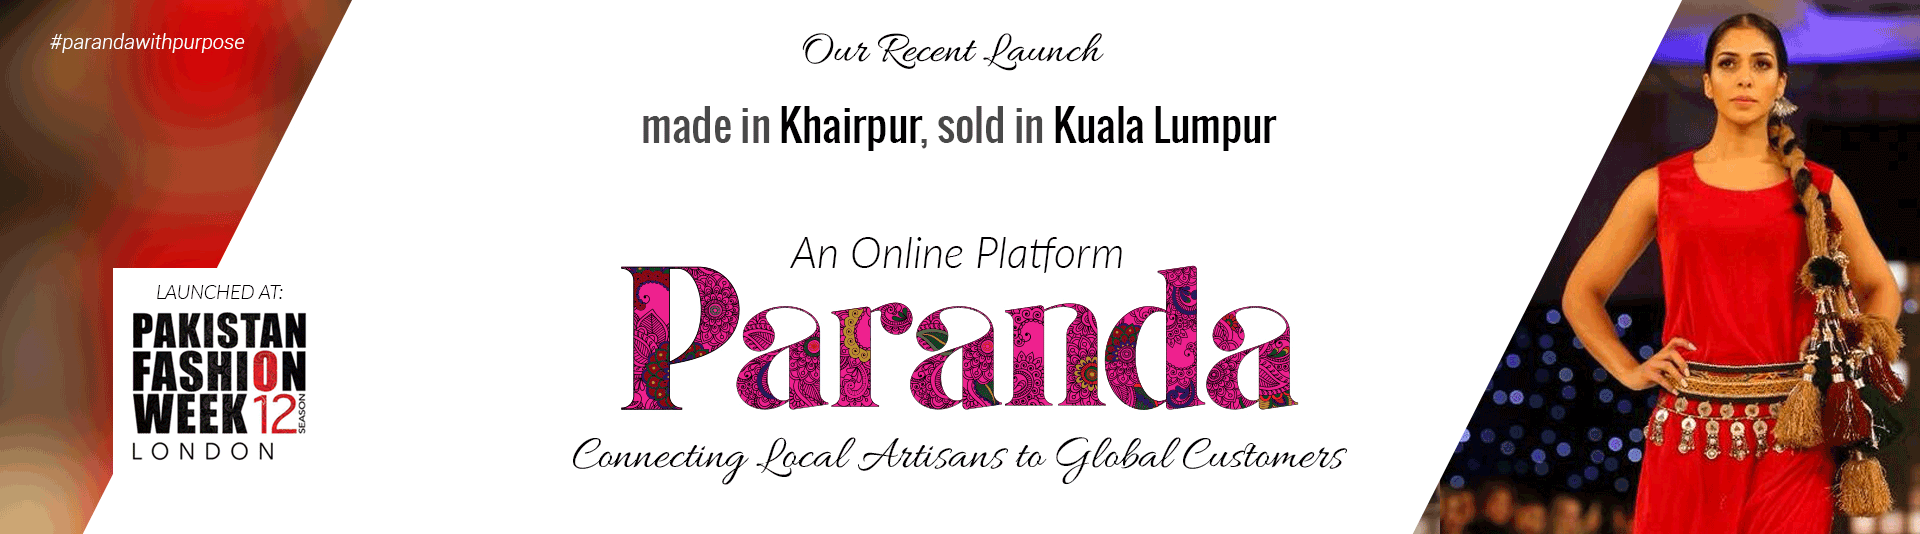 #parandawithpurpose
Our Recent Launch
made in Khairpur, sold in Kuala Lumpur
An Online Platform
Paranda
Connecting Local Artisans to Global Customers
LAUNCHED AT:
PAKISTAN
FASHION
WEEK 12
SEASON
LONDON